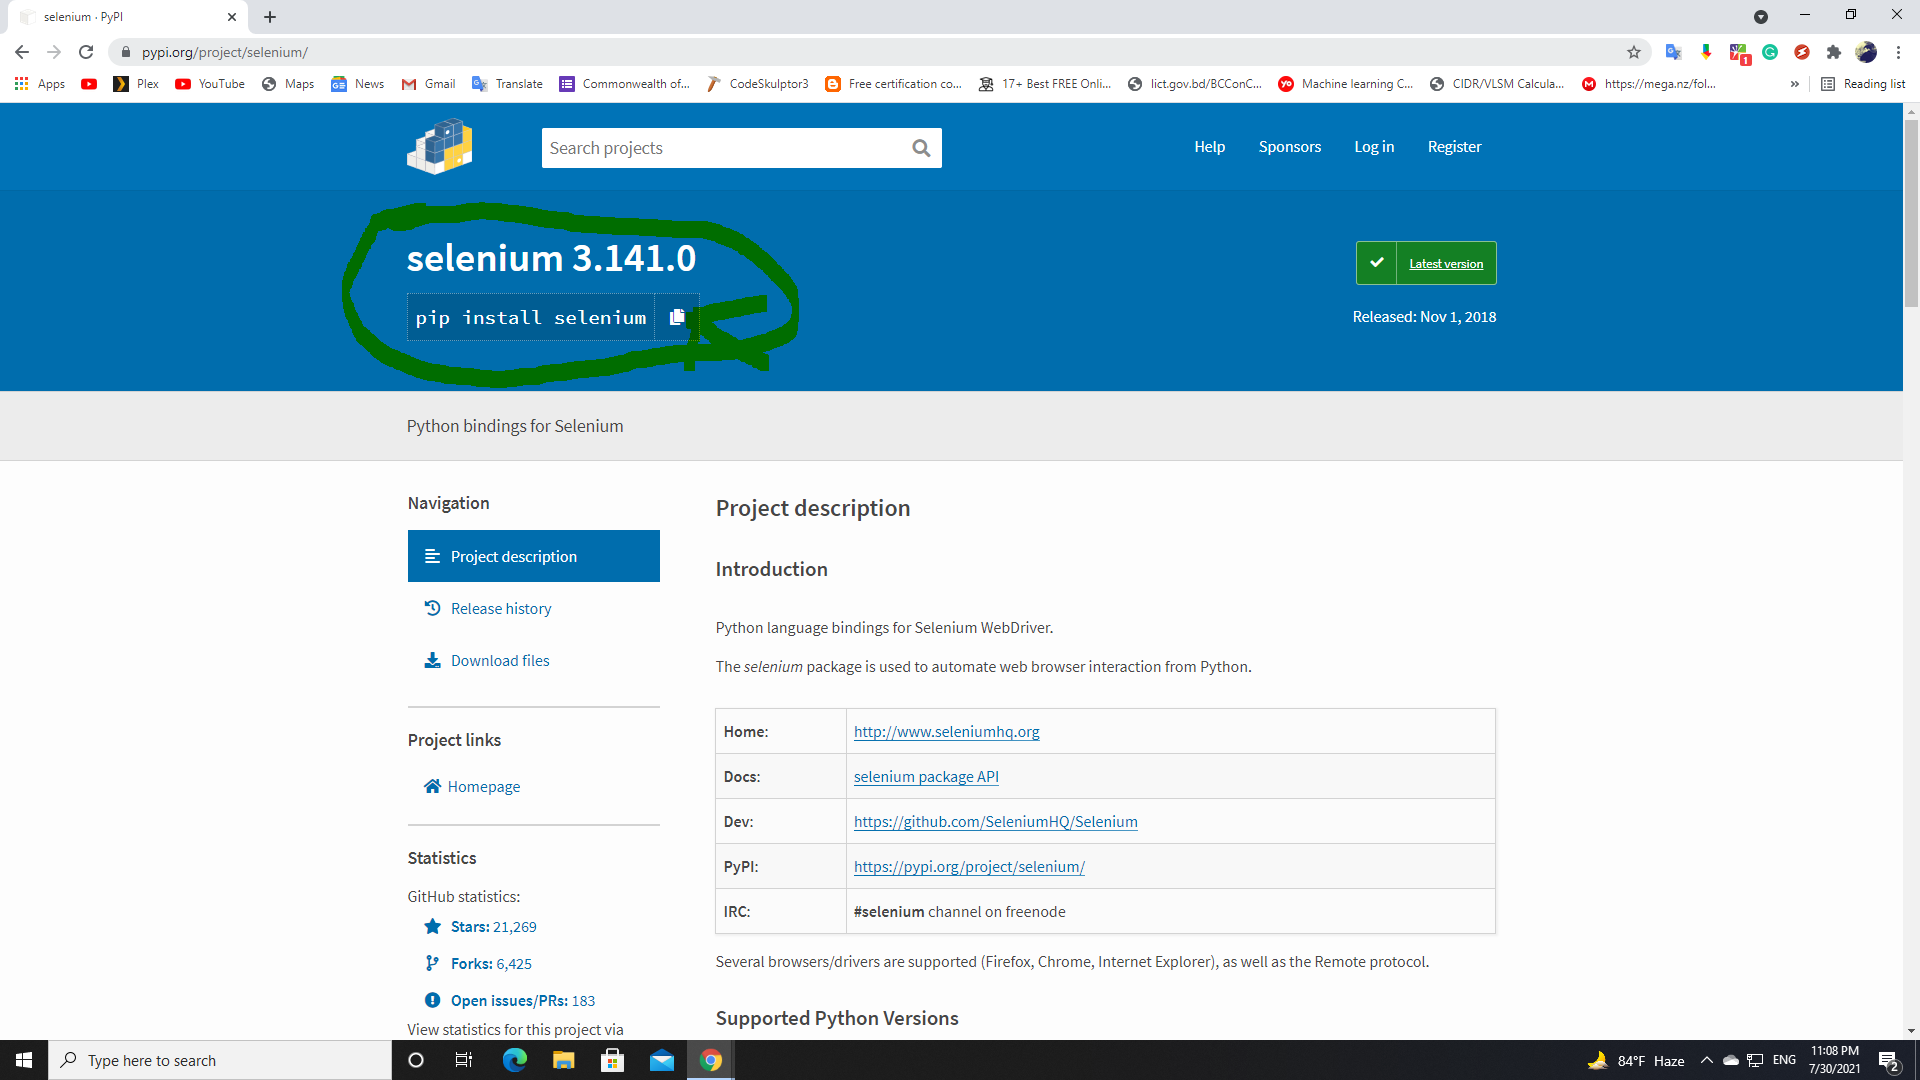 selenium · PyPI
pypi.org/project/selenium/
1
Apps
Plex
YouTube
Maps
News
Gmail
Translate
Commonwealth of...
CodeSkulptor3
Free certification co...
17+ Best FREE Onli...
lict.gov.bd/BCConC...
yo
Machine learning C...
CIDR/VLSM Calcula...
https://mega.nz/fol...
»
Reading list
Search projects
Help
Sponsors
Log in
Register
selenium 3.141.0
pip install selenium
Latest version
Released: Nov 1, 2018
Python bindings for Selenium
Navigation
Project description
Release history
Download files
Project links
Homepage
Statistics
GitHub statistics:
Stars: 21,269
Forks: 6,425
Open issues/PRs: 183
View statistics for this project via
Project description
Introduction
Python language bindings for Selenium WebDriver.
The selenium package is used to automate web browser interaction from Python.
Home: http://www.seleniumhq.org
Docs: selenium package API
Dev: https://github.com/SeleniumHQ/Selenium
PyPI: https://pypi.org/project/selenium/
IRC: #selenium channel on freenode
Several browsers/drivers are supported (Firefox, Chrome, Internet Explorer), as well as the Remote protocol.
Supported Python Versions
Type here to search
84°F Haze
ENG
11:08 PM
7/30/2021
2